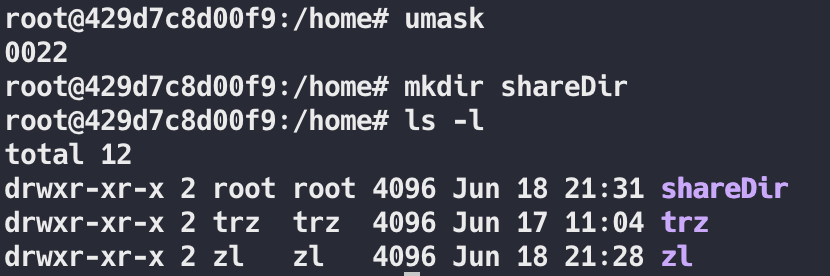 root@429d7c8d00f9:/home# umask
0022
root@429d7c8d00f9:/home# mkdir shareDir
root@429d7c8d00f9:/home# ls -l
total 12
drwxr-xr-x 2 root root 4096 Jun 18 21:31 shareDir
drwxr-xr-x 2 trz  trz  4096 Jun 17 11:04 trz
drwxr-xr-x 2 zl   zl   4096 Jun 18 21:28 zl